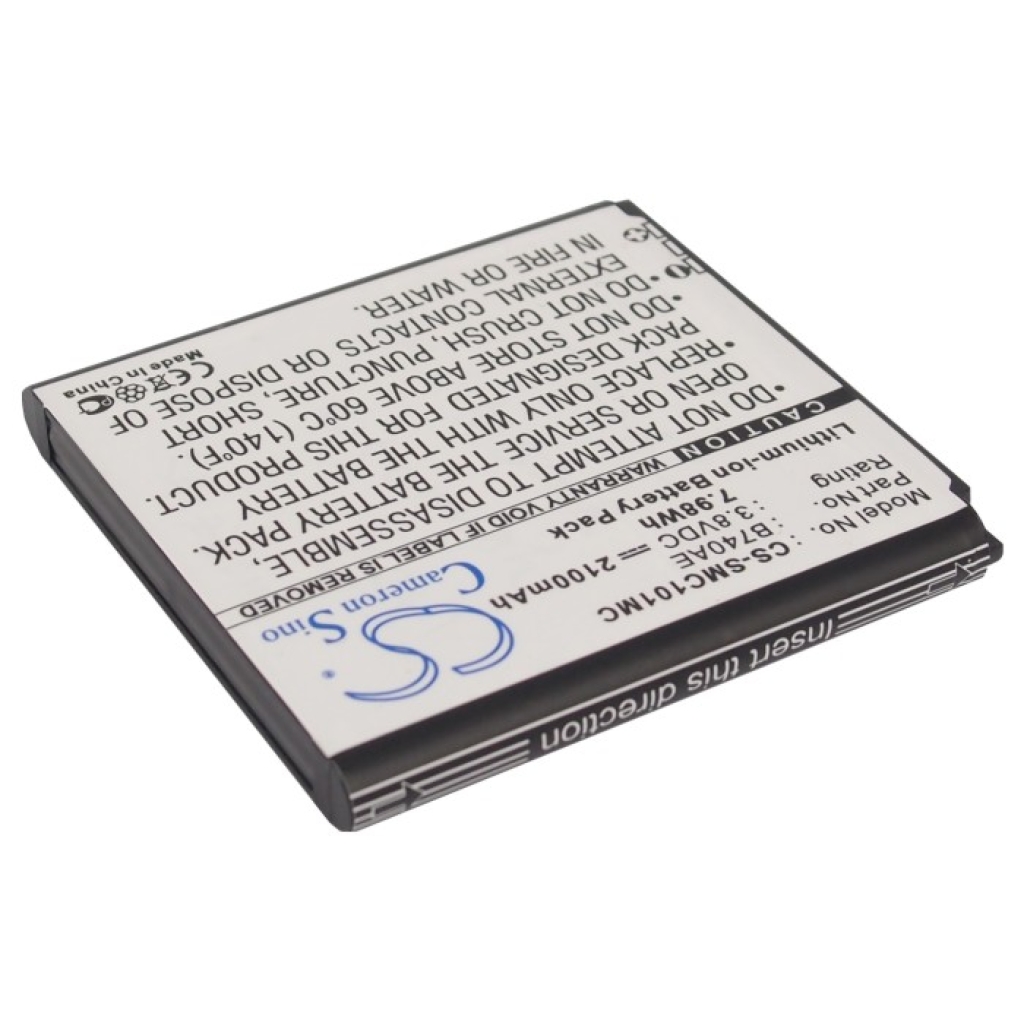 Cameron
Sino
CS
®
Model No. : CS-SMC101MC
Part No. : B740AE
Rating : 3.8VDC ⎓ 2100mAh
7.98Wh
Lithium-ion Battery Pack
CAUTION WARRANTY VOID IF LABEL IS REMOVED
•DO NOT ATTEMPT TO DISASSEMBLE,
OPEN OR SERVICE THE BATTERY PACK.
•REPLACE ONLY WITH THE BATTERY
PACK DESIGNATED FOR THIS PRODUCT.
•DO NOT STORE ABOVE 60°C (140°F).
•DO NOT CRUSH, PUNCTURE, SHORT
EXTERNAL CONTACTS OR DISPOSE OF
IN FIRE OR WATER.
CE
Made in China
Insert this direction